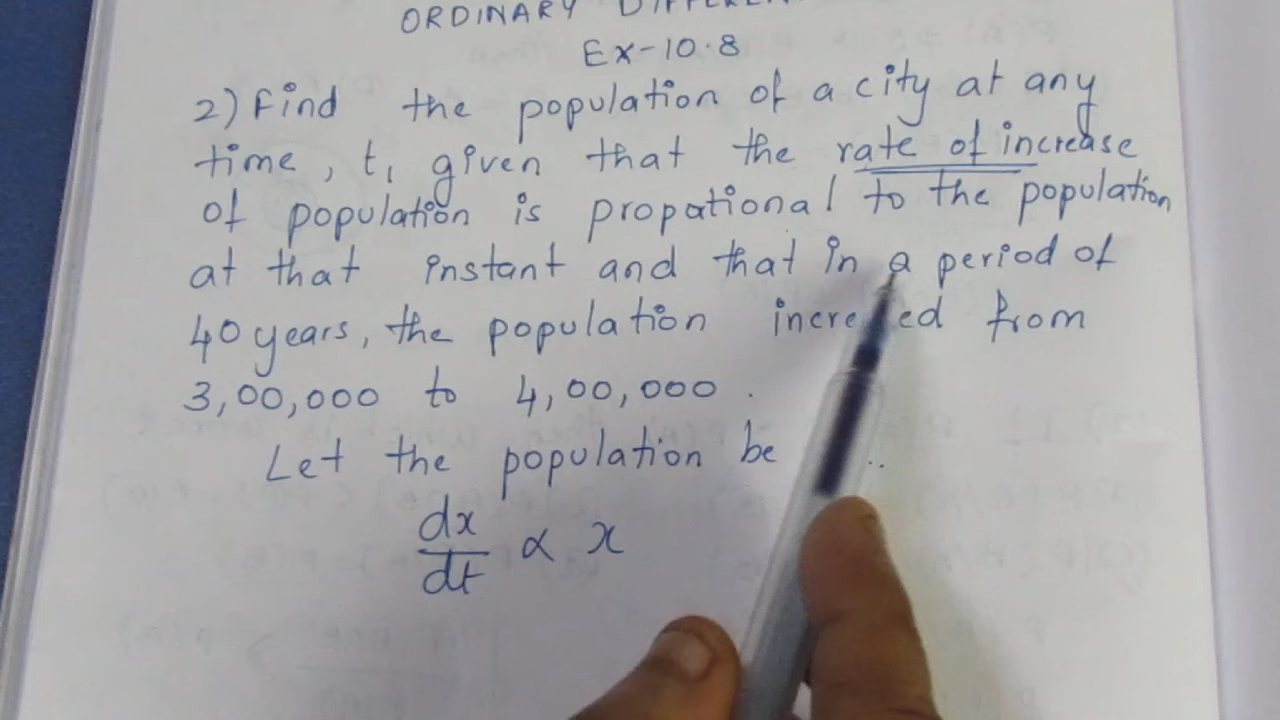 ORDINARY
Ex-10.8
2) Find the population of a city at any
time, t, given that the rate of increase
of population is propational to the population
at that instant and that in a period of
40 years, the population from
3,00,000 to 4,00,000.
Let the population be
dx/dt ∝ x